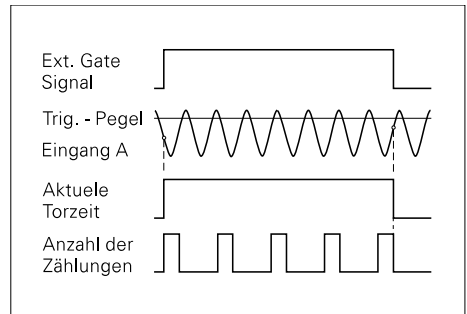 Ext. Gate
Signal
Trig. - Pegel
Eingang A
Aktuele
Torzeit
Anzahl der
Zählungen